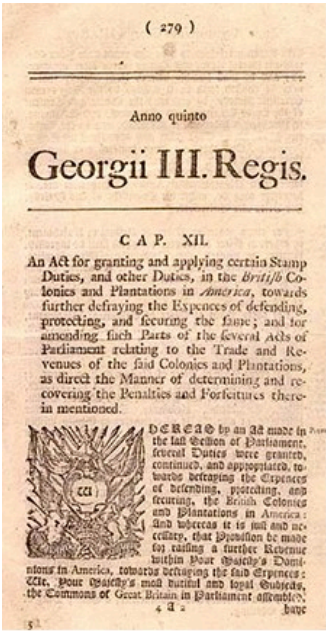 ( 279 )
Anno quinto
Georgii III. Regis.
CAP. XII.
An Act for granting and applying certain Stamp
Duties, and other Duties, in the British Co-
lonies and Plantations in America, towards
further defraying the Expences of defending,
protecting, and securing the same; and for
amending such Parts of the several Acts of
Parliament relating to the Trade and Re-
venues of the said Colonies and Plantations,
as direct the Manner of determining and re-
covering the Penalties and Forfeitures there-
in mentioned.
WHEREAS by an Act made in
the last Session of Parliament,
several Duties were granted,
continued, and appropriated, to-
wards defraying the Expences
of defending, protecting, and
securing, the British Colonies
and Plantations in America:
And whereas it is just and ne-
cessary, that Provision be made
for raising a further Revenue
within Your Majesty's Domi-
nions in America, towards defraying the said Expences:
We, Your Majesty's most dutiful and loyal Subjects,
the Commons of Great Britain in Parliament assembled,
4 A 2 have
5